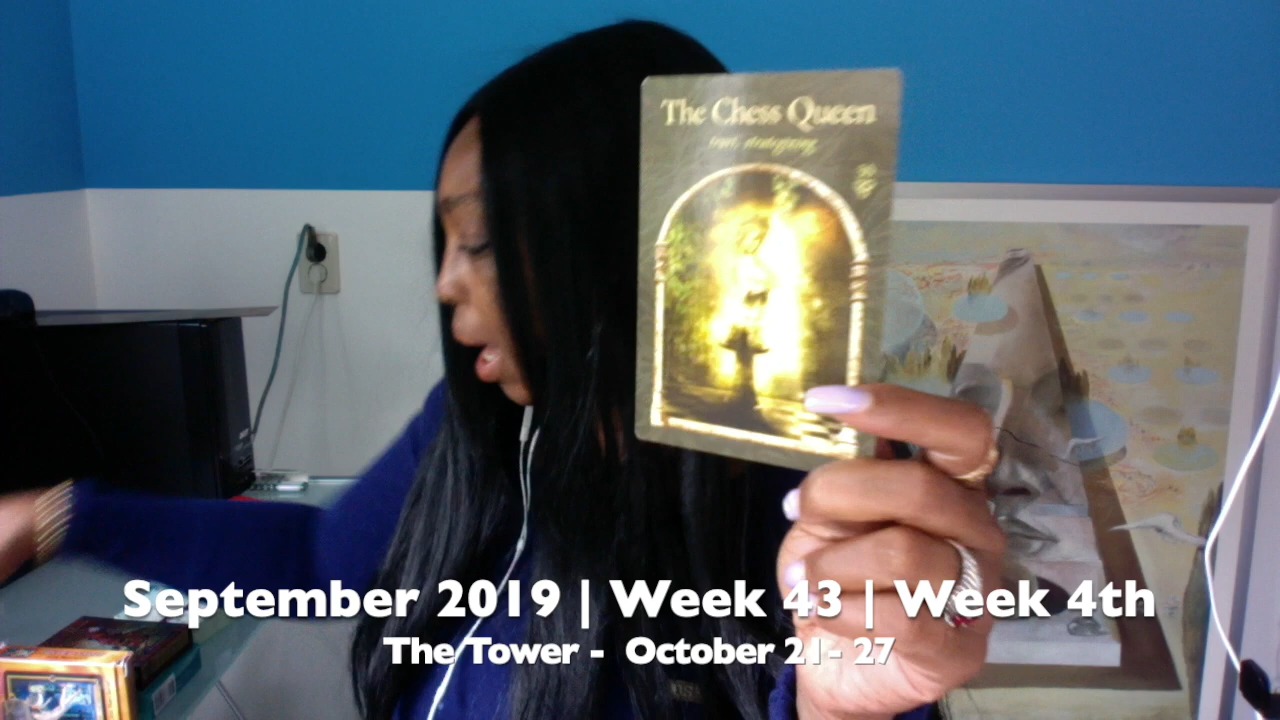 The Chess Queen
September 2019 | Week 43 | Week 4th
The Tower - October 21- 27